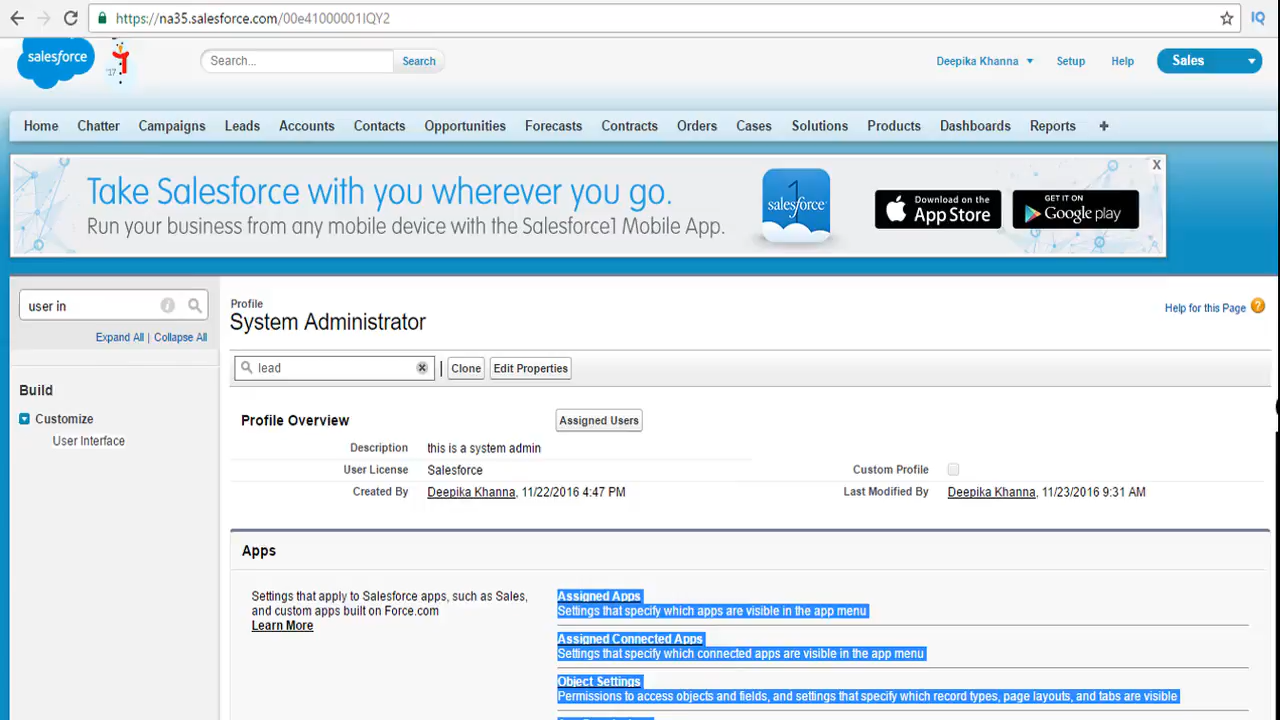 https://na35.salesforce.com/00e41000001IQY2
IQ
salesforce
'17
Search...
Search
Deepika Khanna
Setup
Help
Sales
Home
Chatter
Campaigns
Leads
Accounts
Contacts
Opportunities
Forecasts
Contracts
Orders
Cases
Solutions
Products
Dashboards
Reports
+
Take Salesforce with you wherever you go.
Run your business from any mobile device with the Salesforce1 Mobile App.
1
salesforce
Download on the
App Store
GET IT ON
Google play
X
user in
Expand All | Collapse All
Build
Customize
User Interface
Profile
System Administrator
Help for this Page ?
lead
Clone
Edit Properties
Profile Overview
Assigned Users
Description this is a system admin
User License Salesforce
Custom Profile
Created By Deepika Khanna, 11/22/2016 4:47 PM
Last Modified By Deepika Khanna, 11/23/2016 9:31 AM
Apps
Settings that apply to Salesforce apps, such as Sales,
and custom apps built on Force.com
Learn More
Assigned Apps
Settings that specify which apps are visible in the app menu
Assigned Connected Apps
Settings that specify which connected apps are visible in the app menu
Object Settings
Permissions to access objects and fields, and settings that specify which record types, page layouts, and tabs are visible